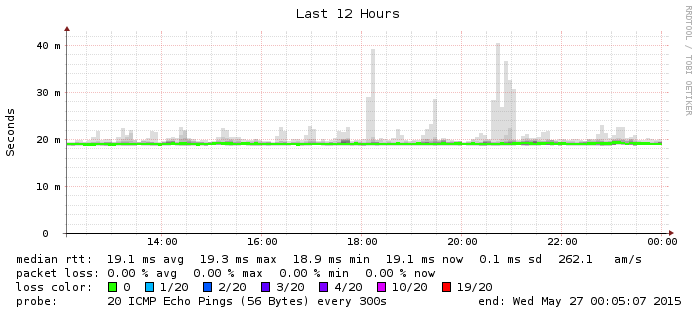 Last 12 Hours
RRDTOOL / TOBI OETIKER
Seconds
40 m
30 m
20 m
10 m
0
14:00 16:00 18:00 20:00 22:00 00:00
median rtt: 19.1 ms avg 19.3 ms max 18.9 ms min 19.1 ms now 0.1 ms sd 262.1 am/s
packet loss: 0.00 % avg 0.00 % max 0.00 % min 0.00 % now
loss color: 0 1/20 2/20 3/20 4/20 10/20 19/20
probe: 20 ICMP Echo Pings (56 Bytes) every 300s end: Wed May 27 00:05:07 2015